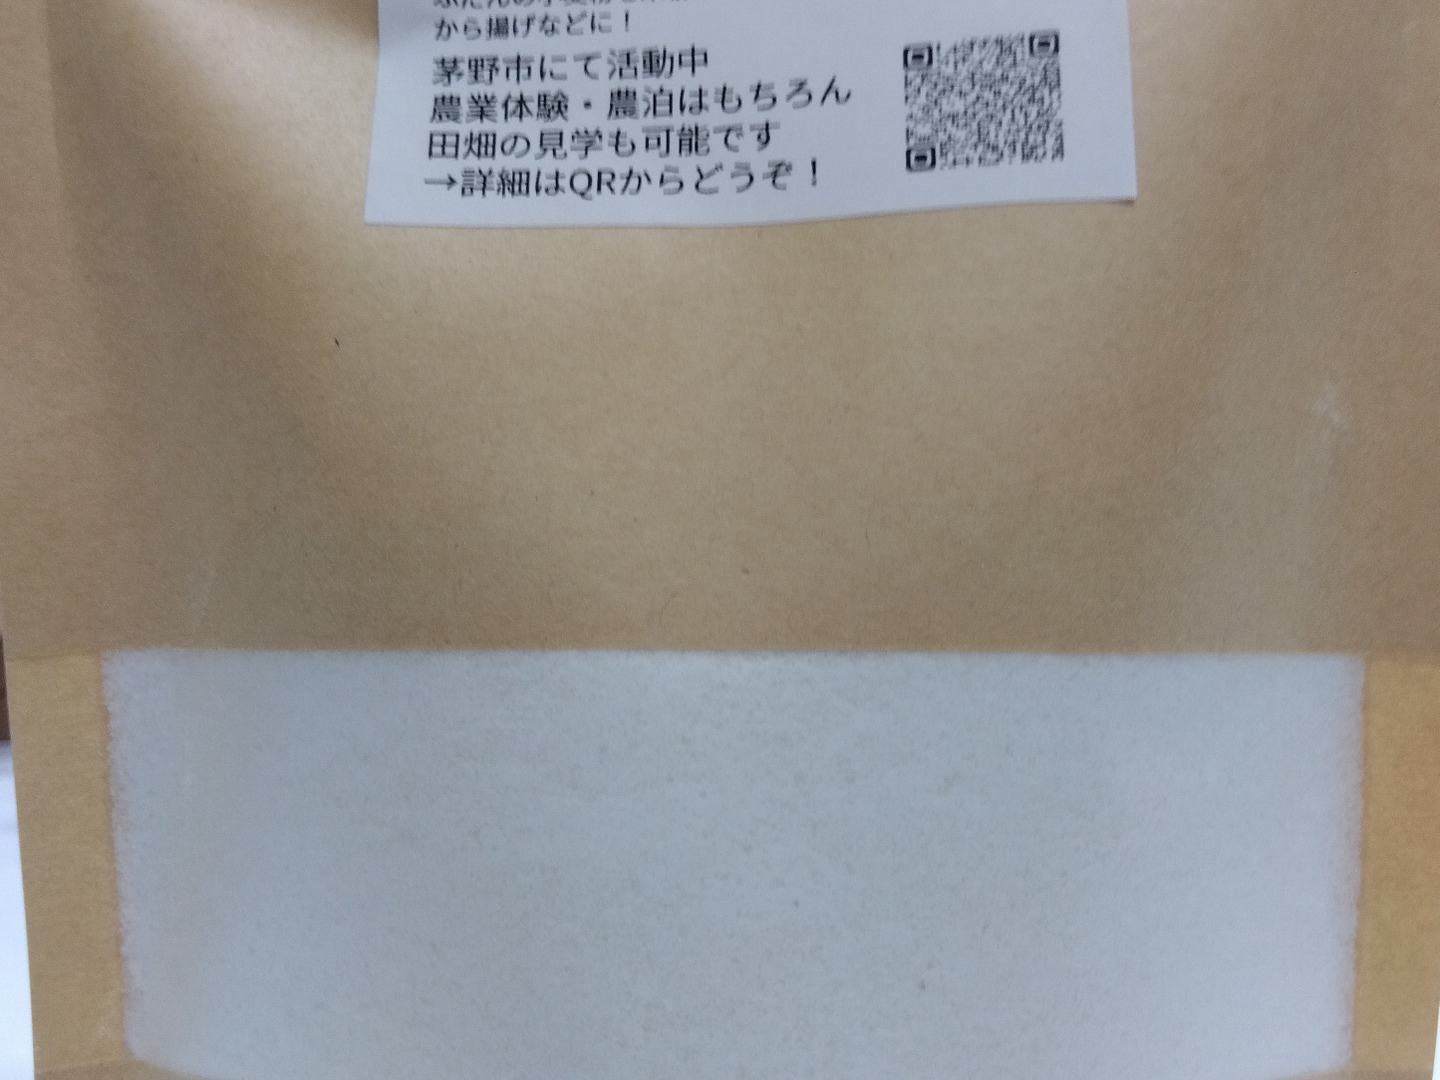 から揚げなどに！
茅野市にて活動中
農業体験・農泊はもちろん
田畑の見学も可能です
→詳細はQRからどうぞ！